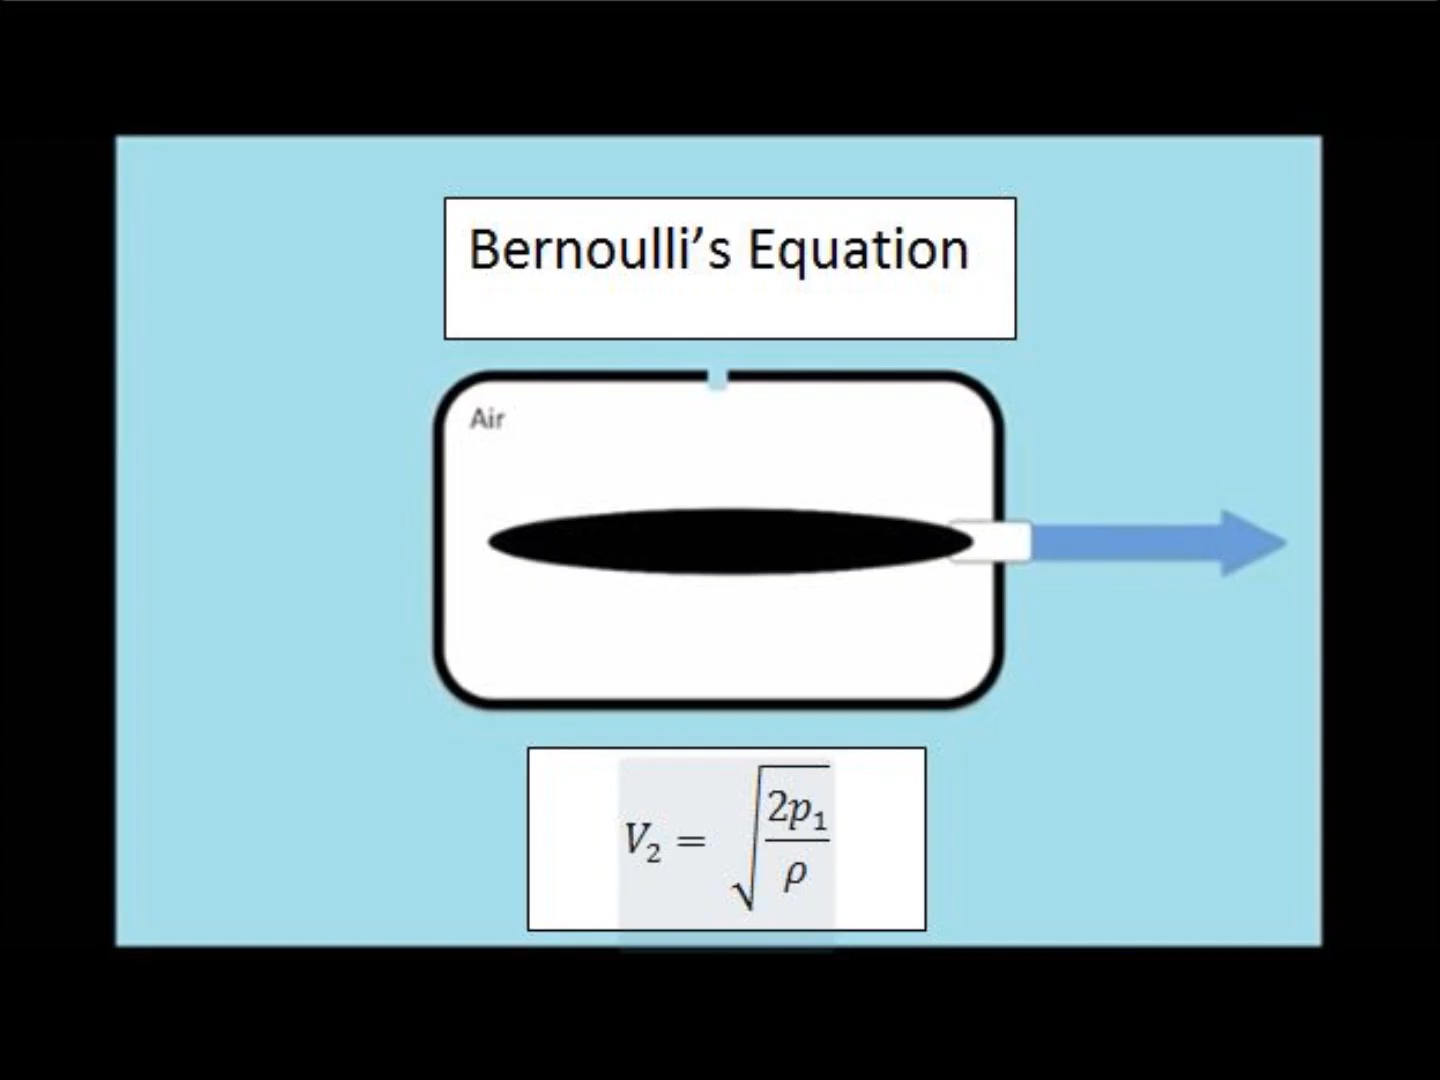 Bernoulli’s Equation
Air
V₂ = √(2p₁/ρ)